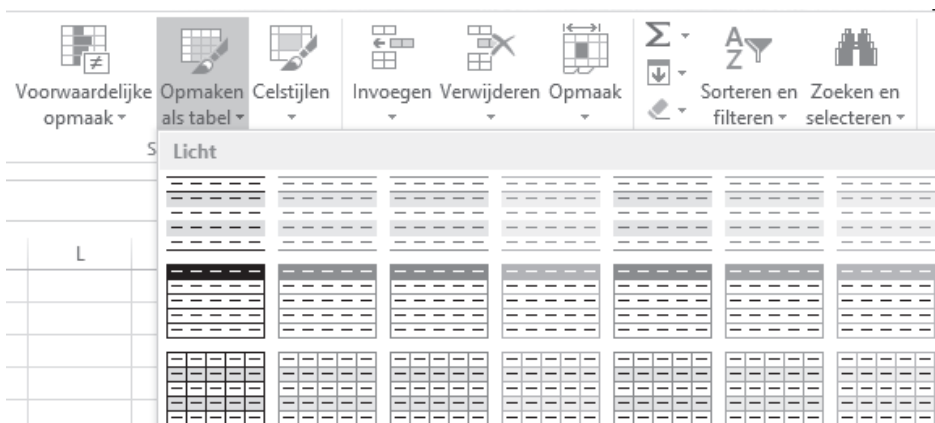 Voorwaardelijke opmaak
Opmaken als tabel
Celstijlen
Invoegen
Verwijderen
Opmaak
Sorteren en filteren
Zoeken en selecteren
S
Licht
L